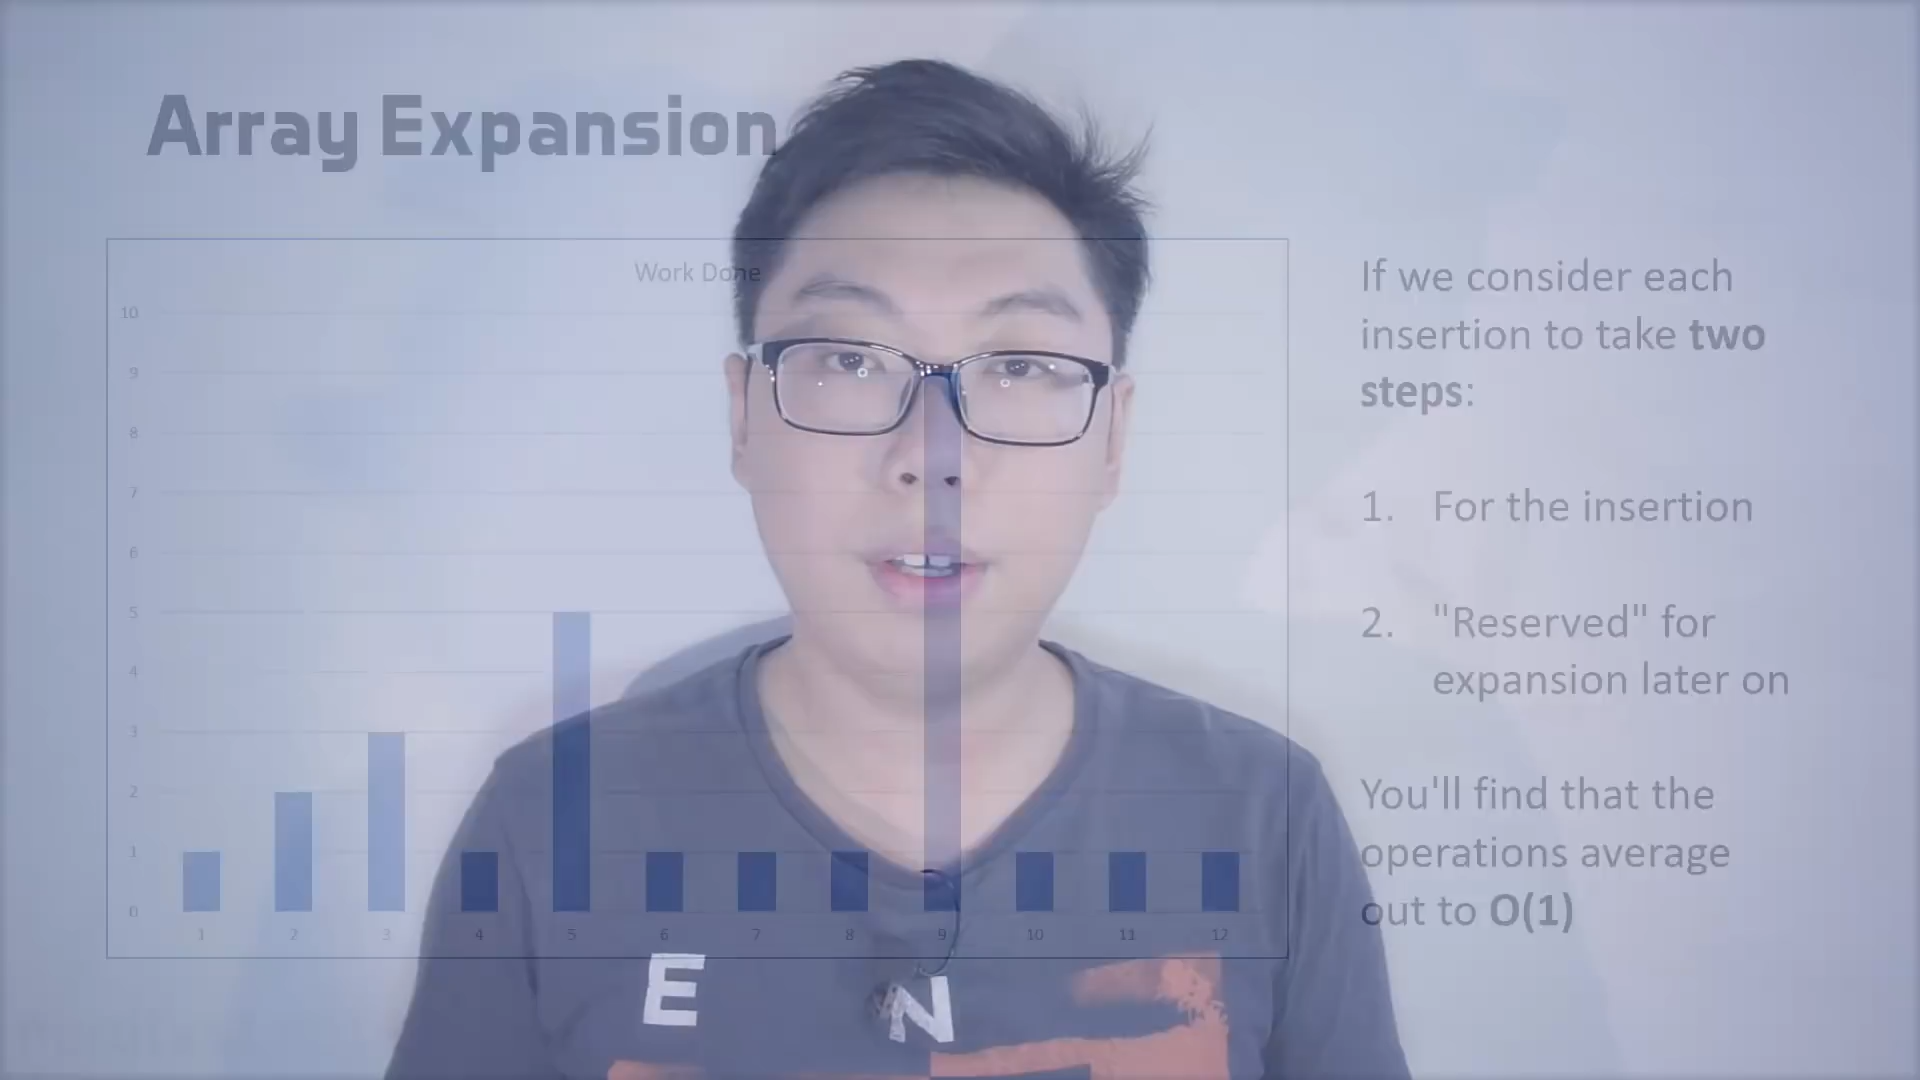 Array Expansion
Work Done
10
9
8
7
6
5
4
3
2
1
0
1 2 3 4 5 6 7 8 9 10 11 12
If we consider each
insertion to take two
steps:
1. For the insertion
2. "Reserved" for
expansion later on
You'll find that the
operations average
out to O(1)
E N